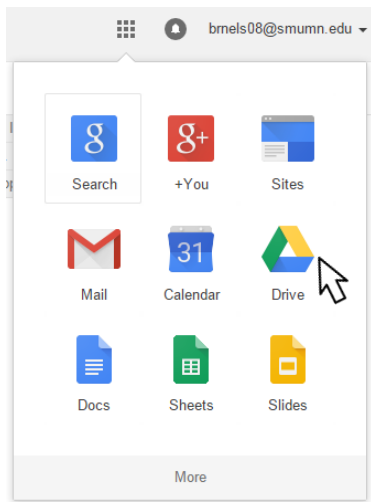 brnels08@smumn.edu
g
g+
Search +You Sites
31
Mail Calendar Drive
Docs Sheets Slides
More